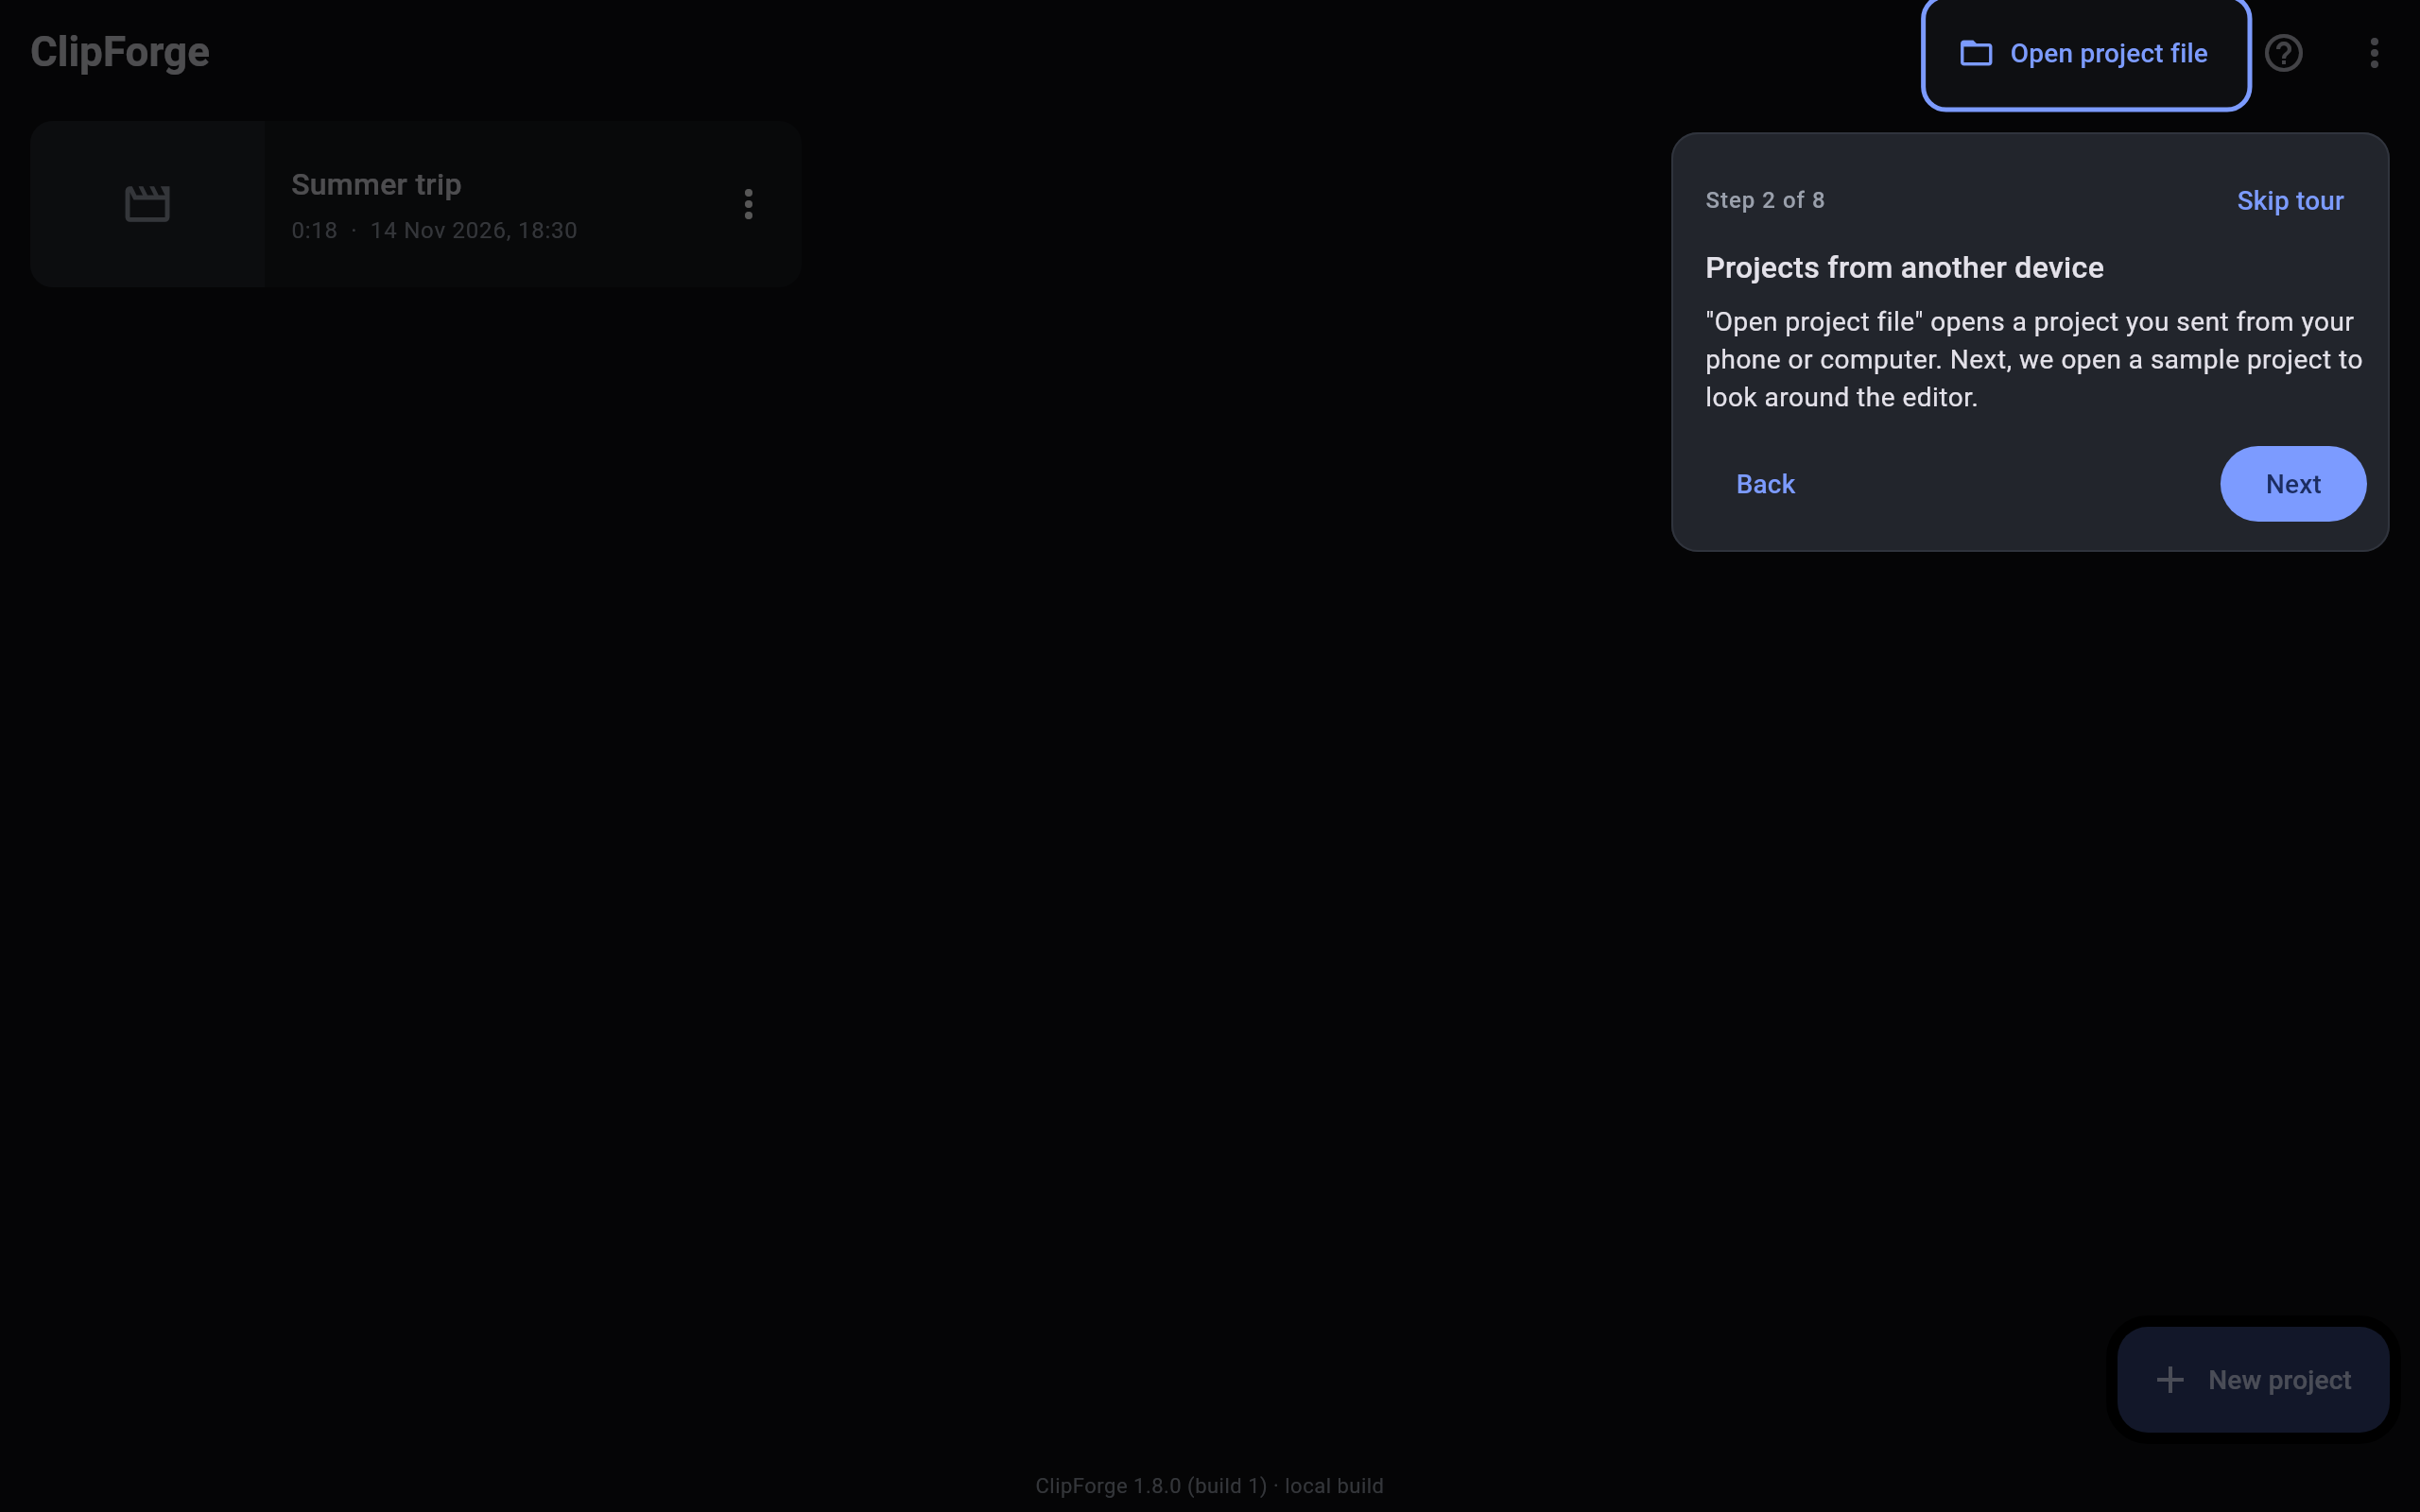 ClipForge
Open project file
Summer trip
0:18 · 14 Nov 2026, 18:30
Step 2 of 8
Skip tour
Projects from another device
"Open project file" opens a project you sent from your
phone or computer. Next, we open a sample project to
look around the editor.
Back
Next
New project
ClipForge 1.8.0 (build 1) · local build